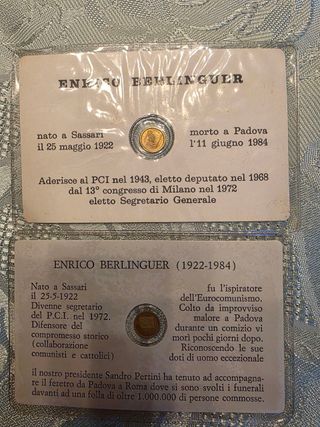 ENRICO BERLINGUER
nato a Sassari
il 25 maggio 1922
morto a Padova
l'11 giugno 1984
Aderisce al PCI nel 1943, eletto deputato nel 1968
dal 13° congresso di Milano nel 1972
eletto Segretario Generale
ENRICO BERLINGUER (1922-1984)
Nato a Sassari
il 25-5-1922
Divenne segretario
del P.C.I. nel 1972.
Difensore del
compromesso storico
(collaborazione
comunisti e cattolici)
fu l'ispiratore
dell'Eurocomunismo.
Colto da improvviso
malore a Padova
durante un comizio vi
morì pochi giorni dopo.
Riconoscendo le sue
doti di uomo eccezionale
il nostro presidente Sandro Pertini ha tenuto ad accompagna-
re il feretro da Padova a Roma dove si sono svolti i funerali
davanti ad una folla di oltre 1.000.000 di persone commosse.